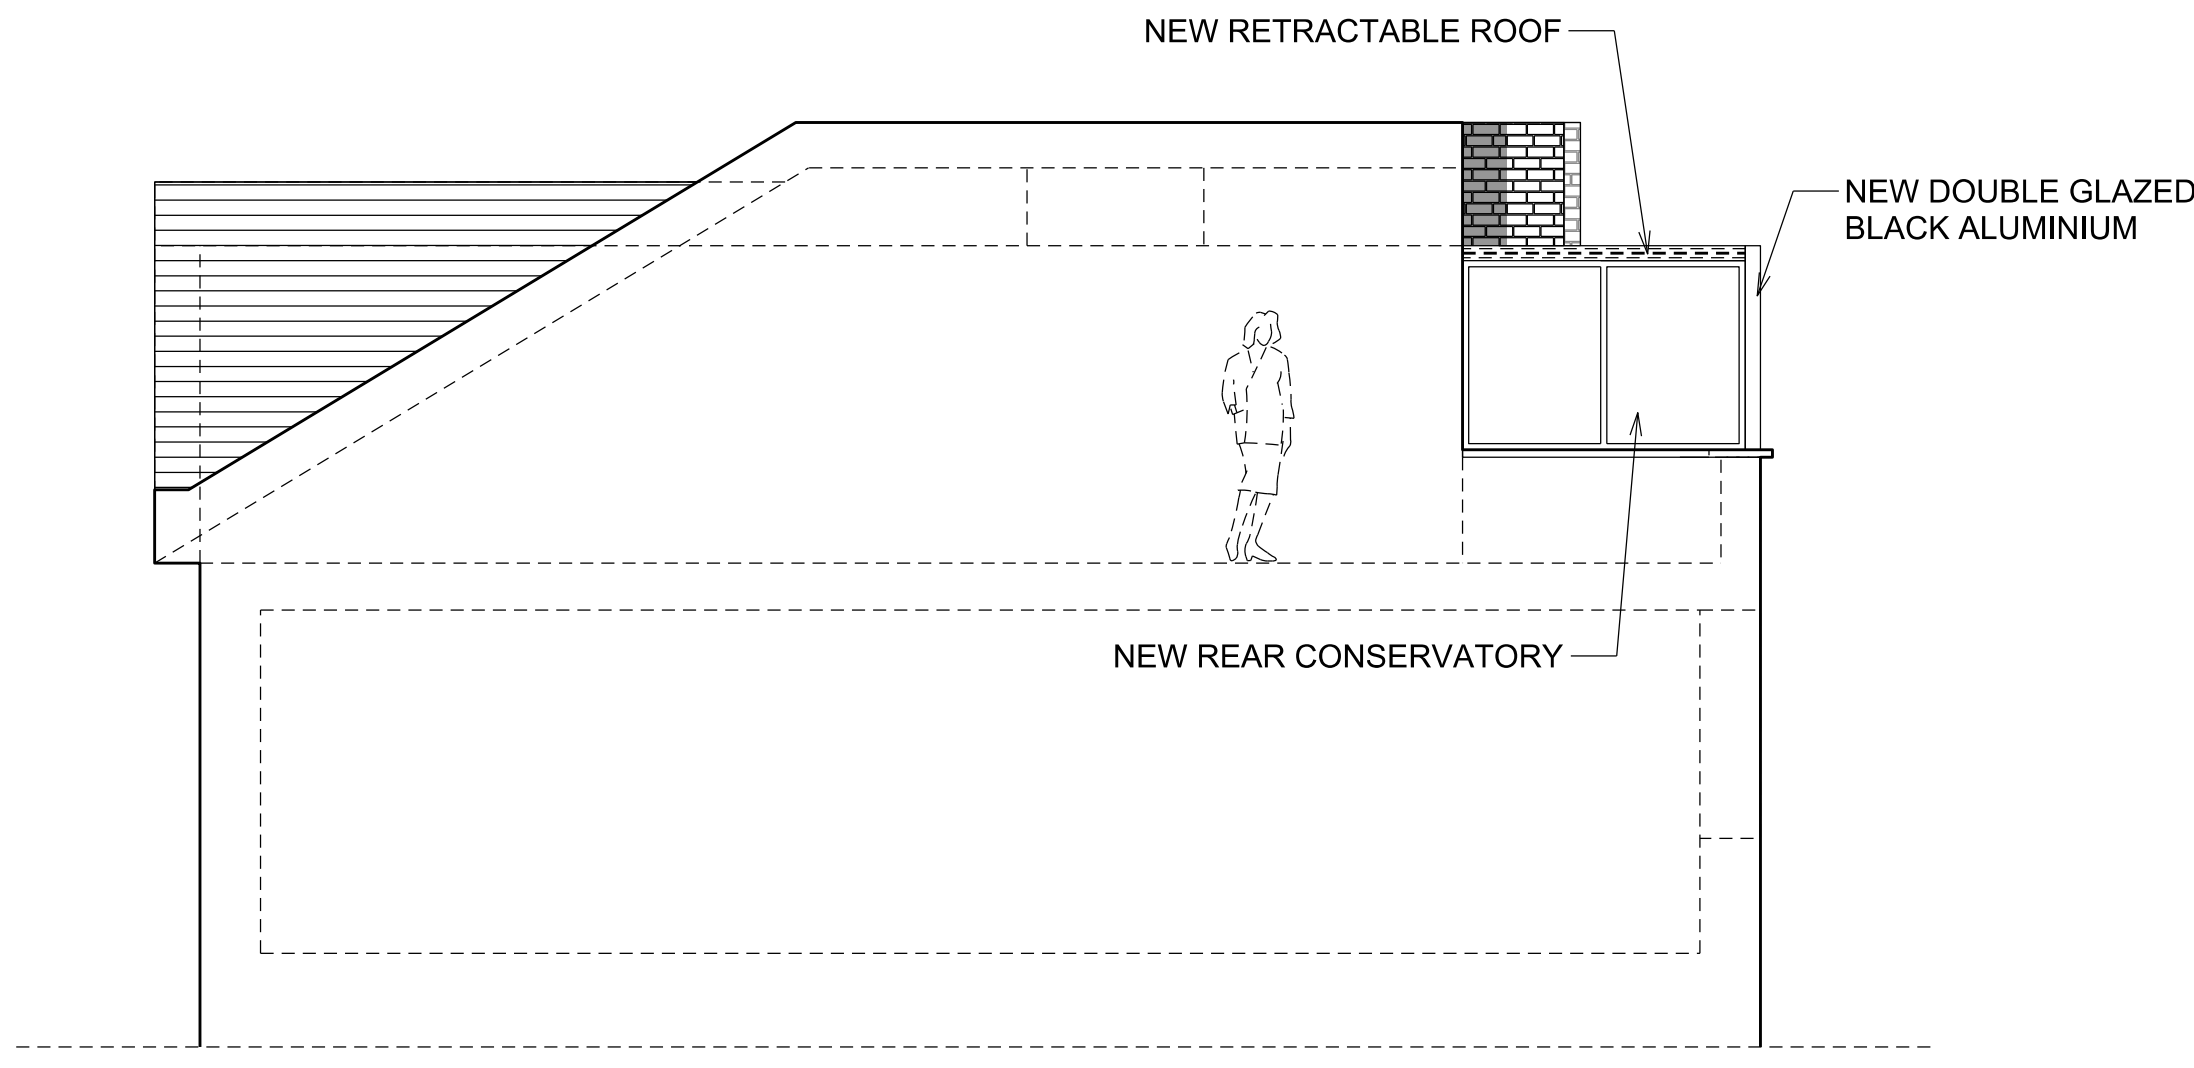 NEW RETRACTABLE ROOF
NEW DOUBLE GLAZED
BLACK ALUMINIUM
NEW REAR CONSERVATORY